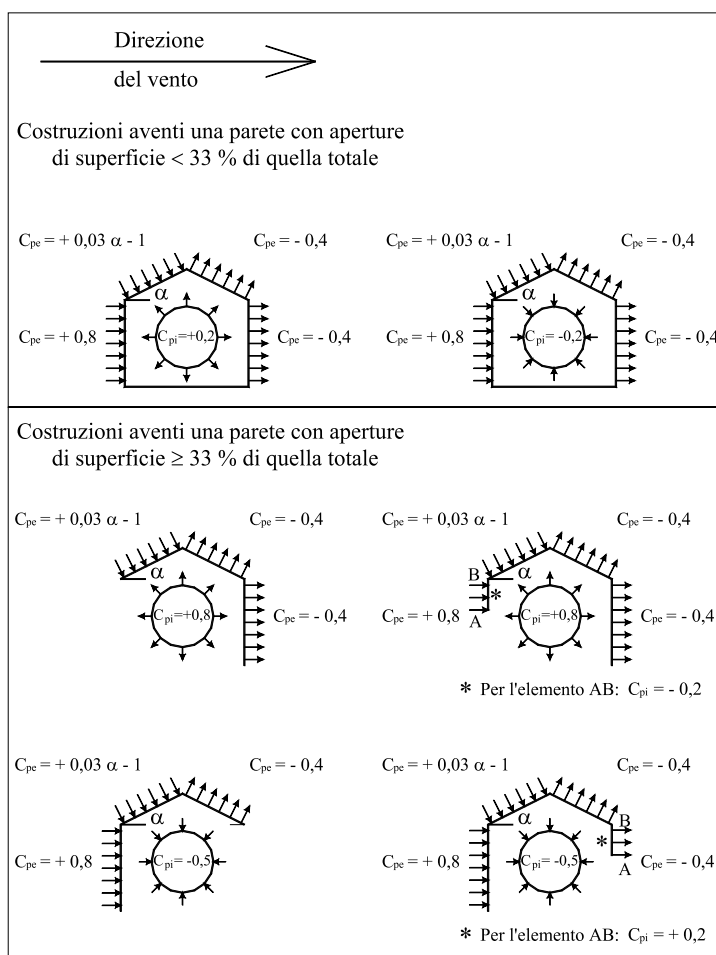 Direzione
del vento
Costruzioni aventi una parete con aperture
di superficie < 33 % di quella totale
Cpe = + 0,03 α - 1
Cpe = - 0,4
Cpe = + 0,03 α - 1
Cpe = - 0,4
α
α
Cpe = + 0,8
Cpi=+0,2
Cpe = - 0,4
Cpe = + 0,8
Cpi= -0,2
Cpe = - 0,4
Costruzioni aventi una parete con aperture
di superficie ≥ 33 % di quella totale
Cpe = + 0,03 α - 1
Cpe = - 0,4
Cpe = + 0,03 α - 1
Cpe = - 0,4
α
B
α
*
Cpi=+0,8
Cpe = - 0,4
Cpe = + 0,8
A
Cpi=+0,8
Cpe = - 0,4
* Per l'elemento AB: Cpi = - 0,2
Cpe = + 0,03 α - 1
Cpe = - 0,4
Cpe = + 0,03 α - 1
Cpe = - 0,4
α
α
B
*
Cpe = + 0,8
Cpi= -0,5
Cpe = + 0,8
Cpi= -0,5
A
Cpe = - 0,4
* Per l'elemento AB: Cpi = + 0,2